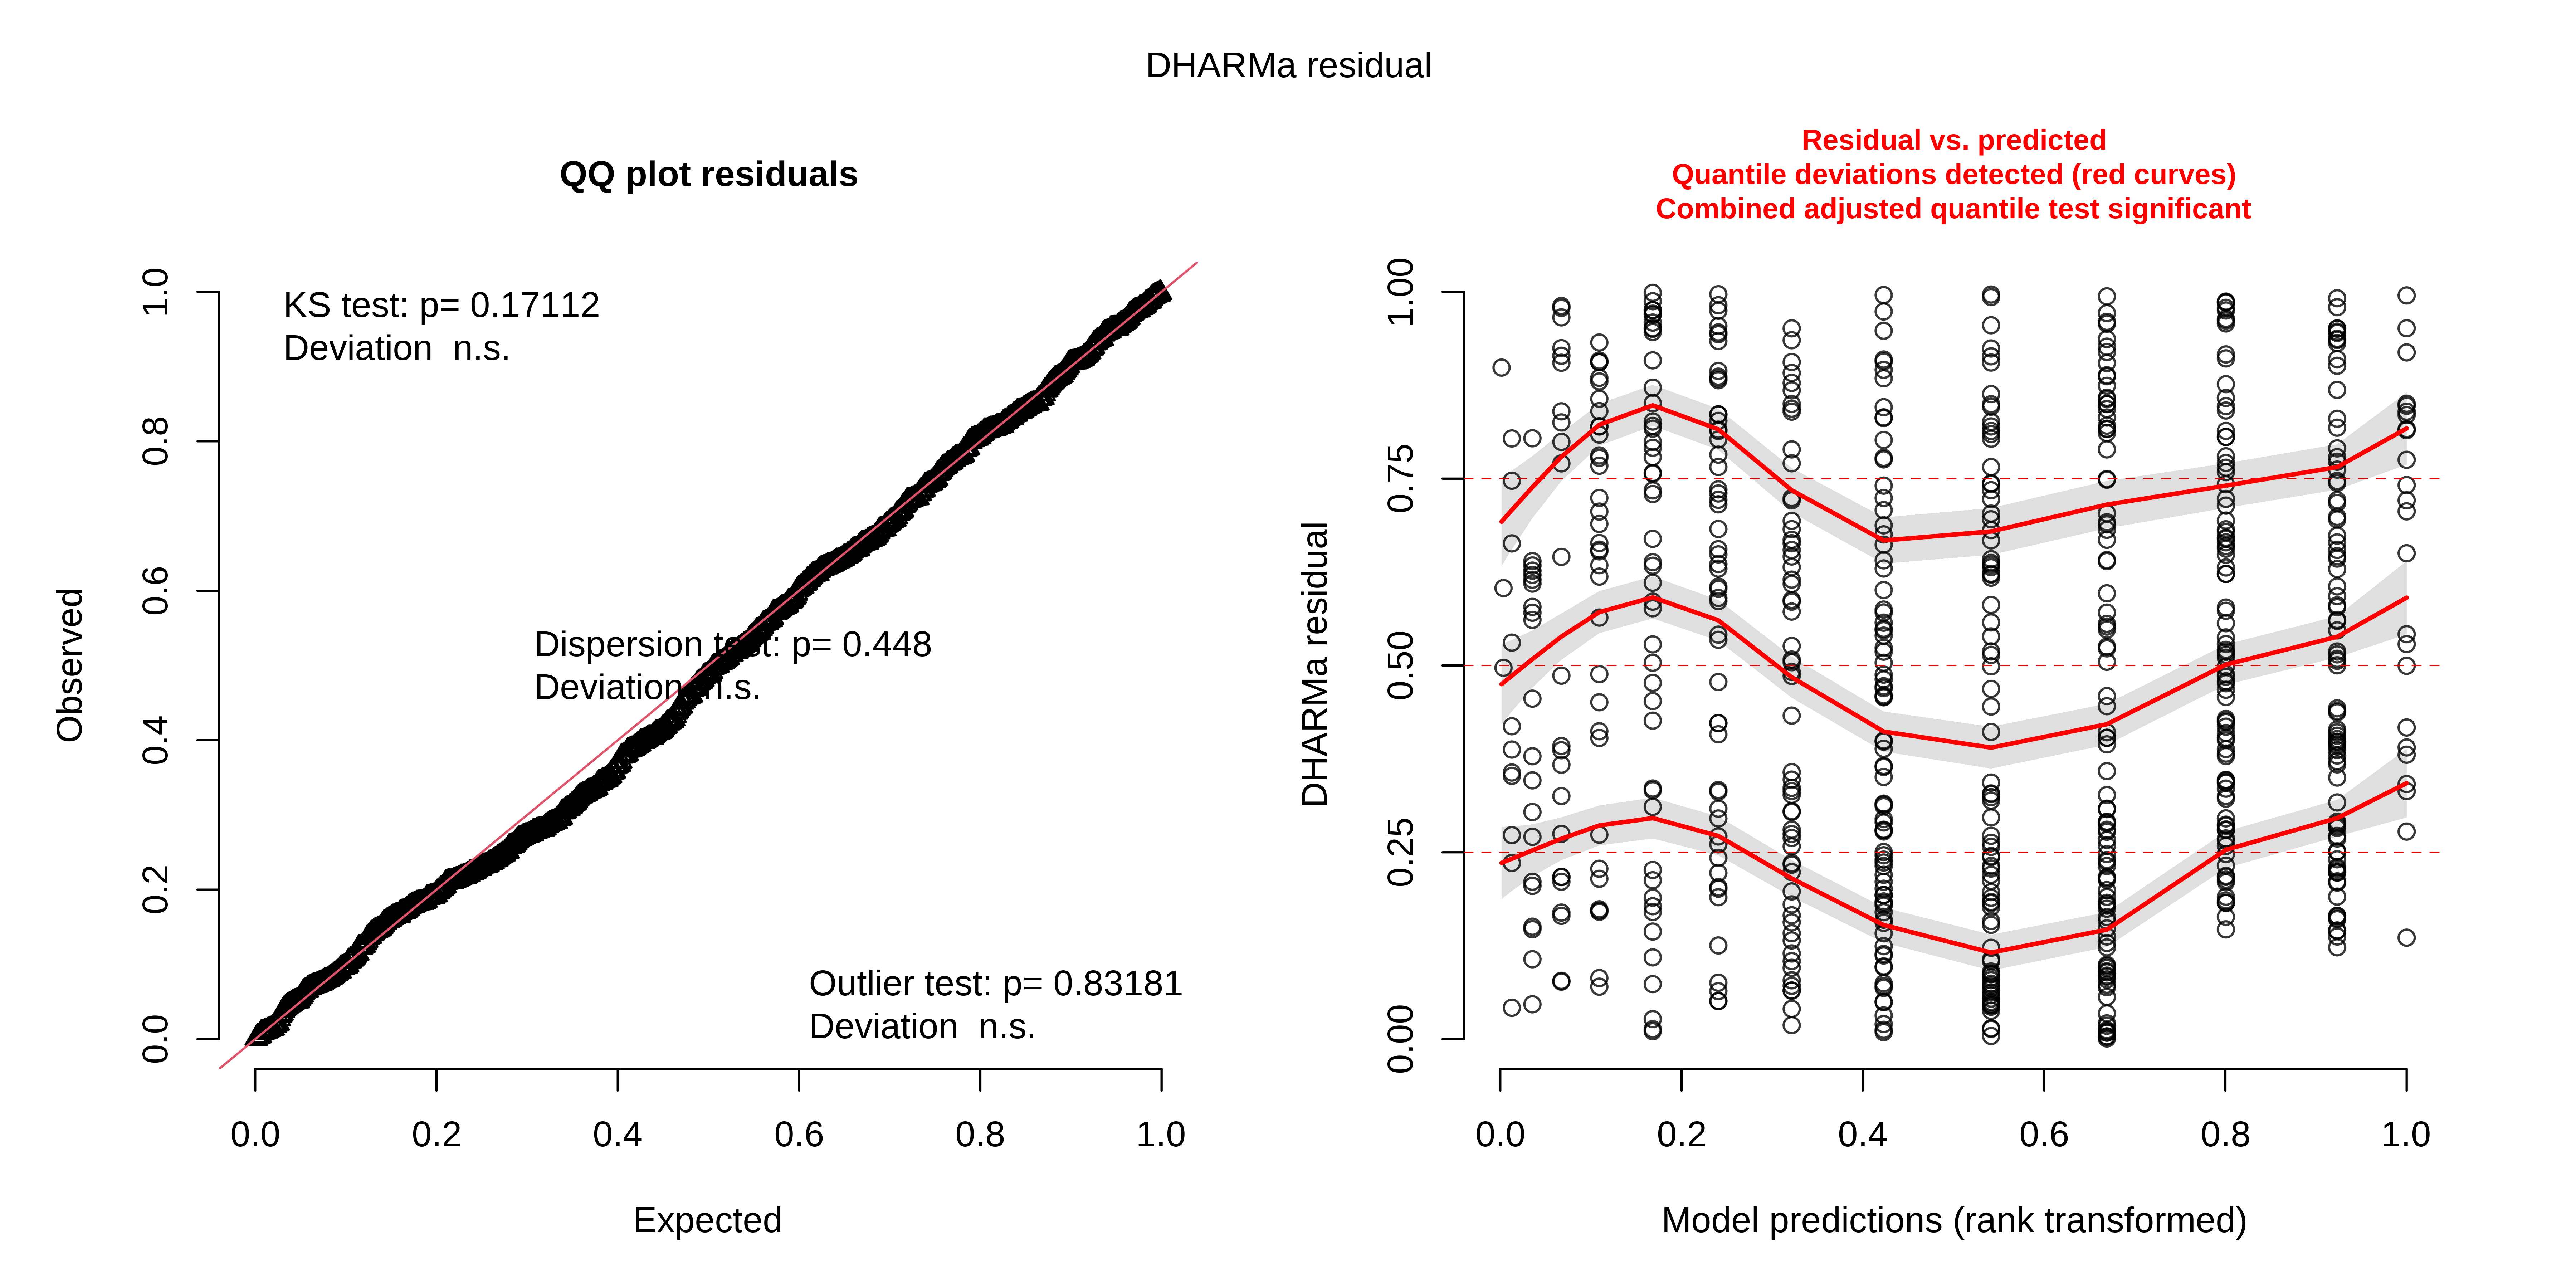 DHARMa residual
QQ plot residuals
KS test: p= 0.17112
Deviation  n.s.
Dispersion test: p= 0.448
Deviation  n.s.
Outlier test: p= 0.83181
Deviation  n.s.
Observed
1.0
0.8
0.6
0.4
0.2
0.0
0.0 0.2 0.4 0.6 0.8 1.0
Expected
Residual vs. predicted
Quantile deviations detected (red curves)
Combined adjusted quantile test significant
DHARMa residual
1.00
0.75
0.50
0.25
0.00
0.0 0.2 0.4 0.6 0.8 1.0
Model predictions (rank transformed)